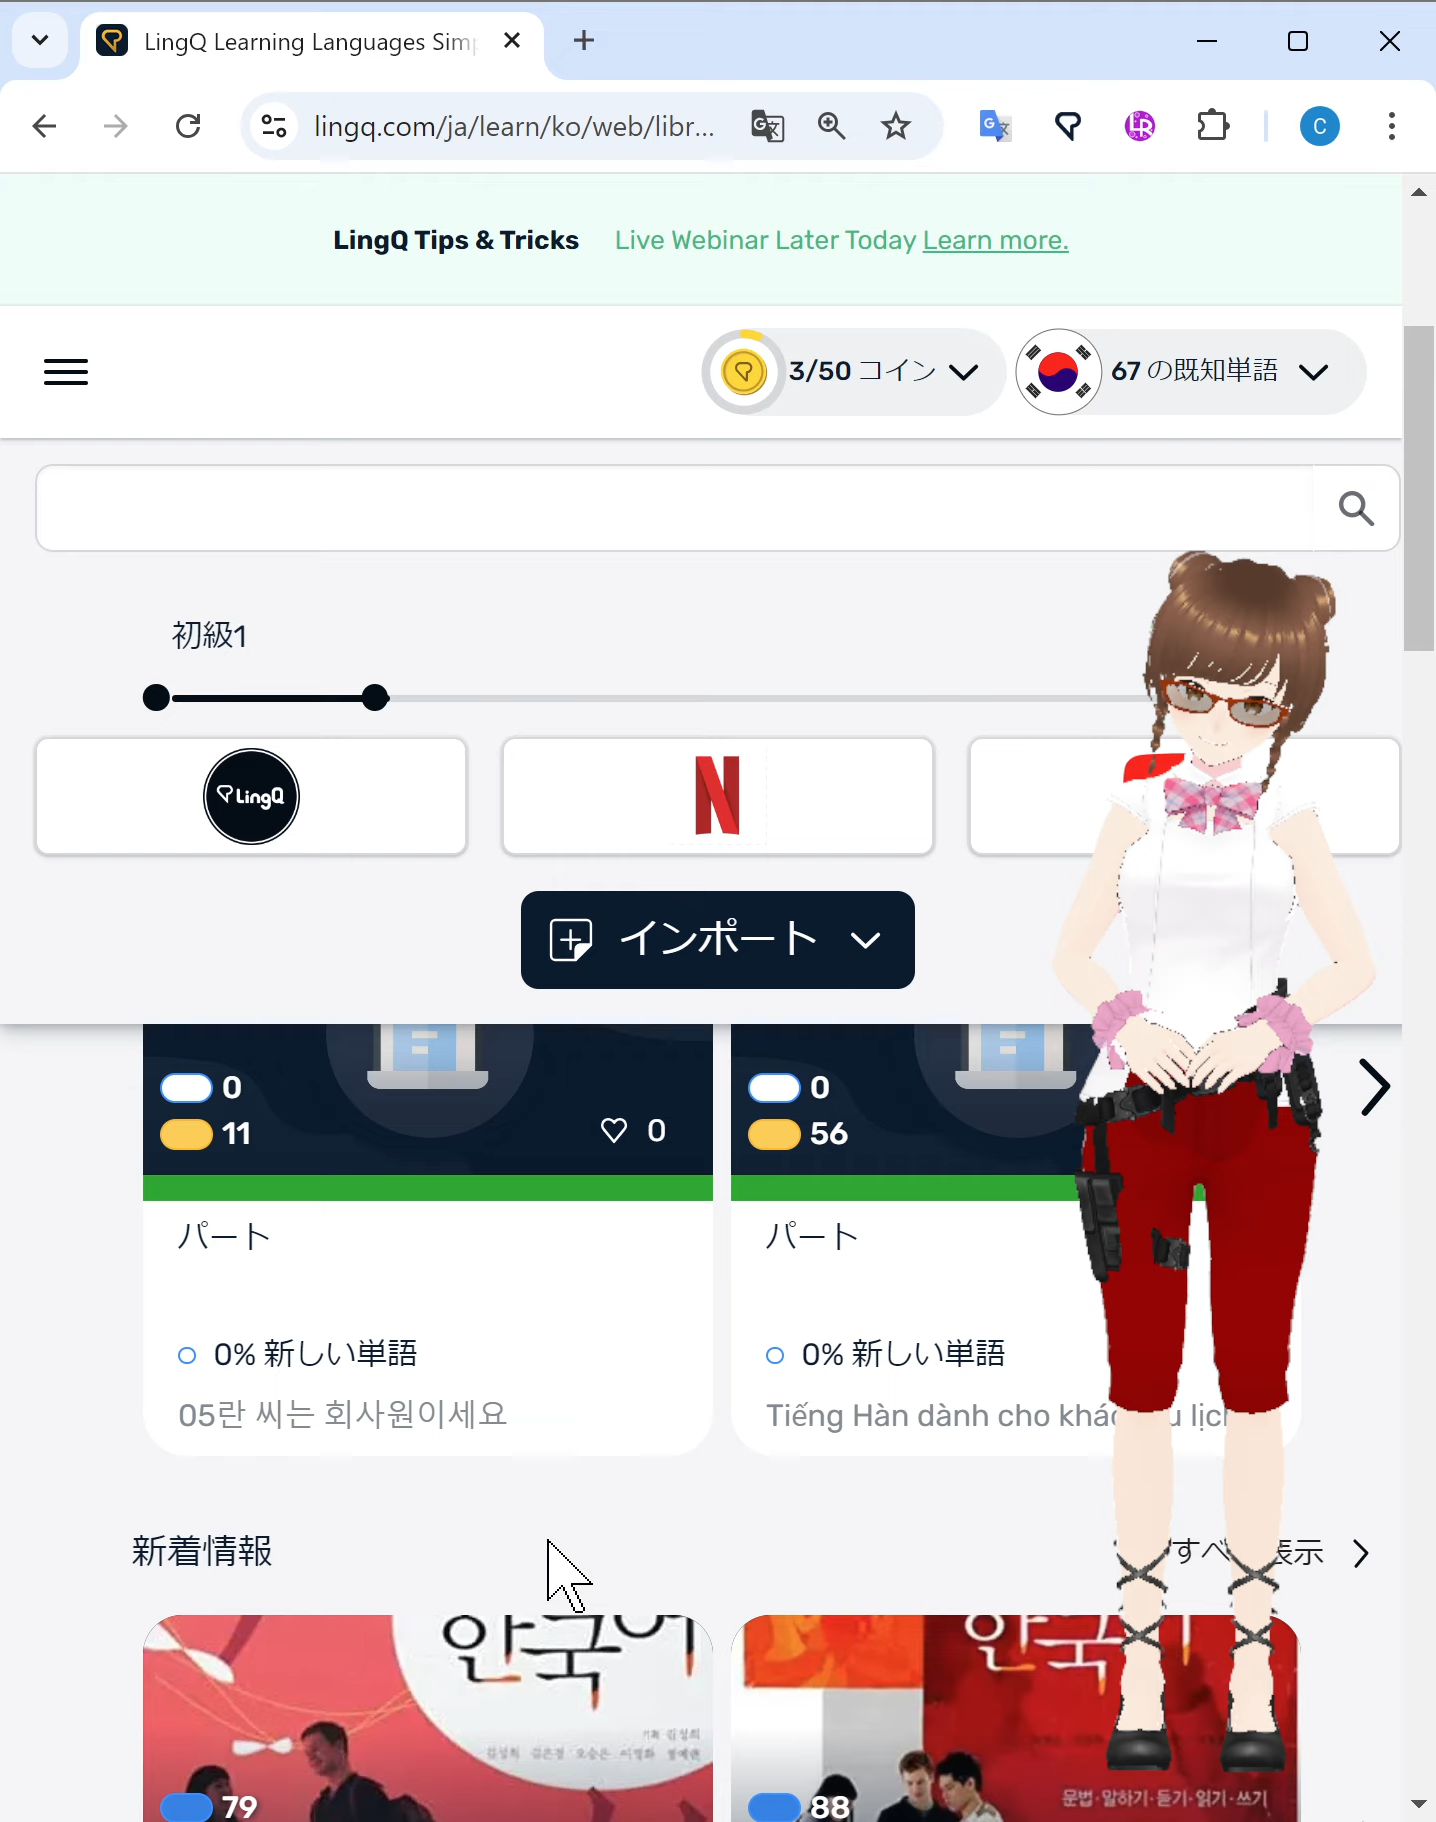 LingQ Learning Languages Sim
lingq.com/ja/learn/ko/web/libr...
C
LingQ Tips & Tricks Live Webinar Later Today Learn more.
3/50 コイン
67 の既知単語
初級1
LingQ
インポート
0
11
0
0
56
パート
パート
0% 新しい単語
0% 新しい単語
05란 씨는 회사원이세요
Tiếng Hàn dành cho
新着情報
안국어
안국어
79
88
문법·말하기·듣기·읽기·쓰기